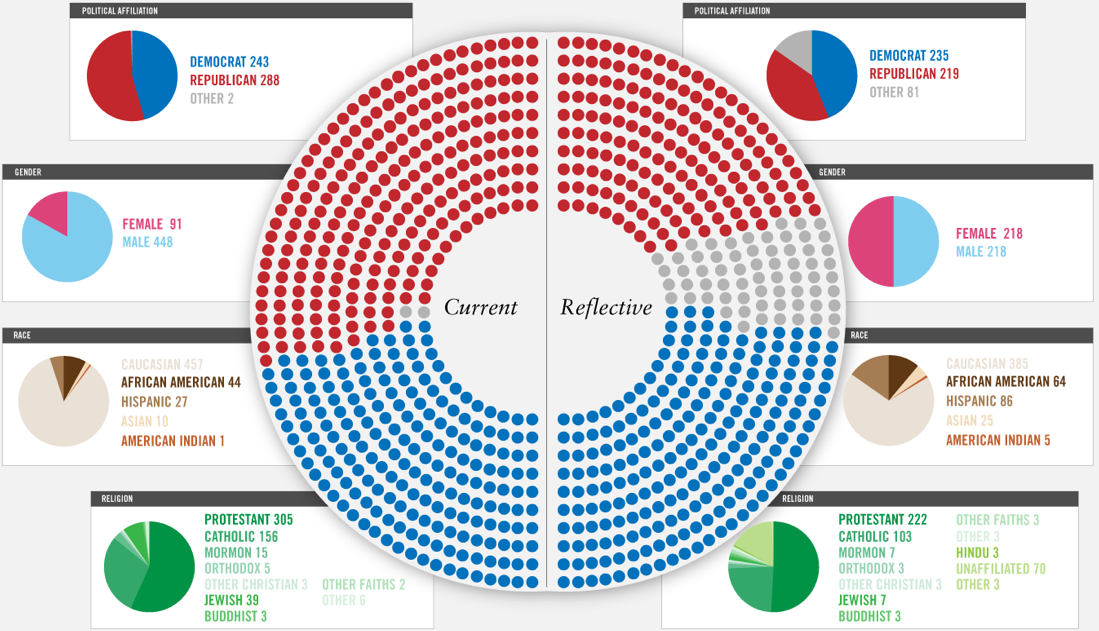 POLITICAL AFFILIATION
DEMOCRAT 243
REPUBLICAN 288
OTHER 2
POLITICAL AFFILIATION
DEMOCRAT 235
REPUBLICAN 219
OTHER 81
GENDER
FEMALE 91
MALE 448
GENDER
FEMALE 218
MALE 218
Current
Reflective
RACE
CAUCASIAN 457
AFRICAN AMERICAN 44
HISPANIC 27
ASIAN 10
AMERICAN INDIAN 1
RACE
CAUCASIAN 385
AFRICAN AMERICAN 64
HISPANIC 86
ASIAN 25
AMERICAN INDIAN 5
RELIGION
PROTESTANT 305
CATHOLIC 156
MORMON 15
ORTHODOX 5
OTHER CHRISTIAN 3
JEWISH 39
BUDDHIST 3
OTHER FAITHS 2
OTHER 6
RELIGION
PROTESTANT 222
CATHOLIC 103
MORMON 7
ORTHODOX 3
OTHER CHRISTIAN 3
JEWISH 7
BUDDHIST 3
OTHER FAITHS 3
OTHER 3
HINDU 3
UNAFFILIATED 70
OTHER 3